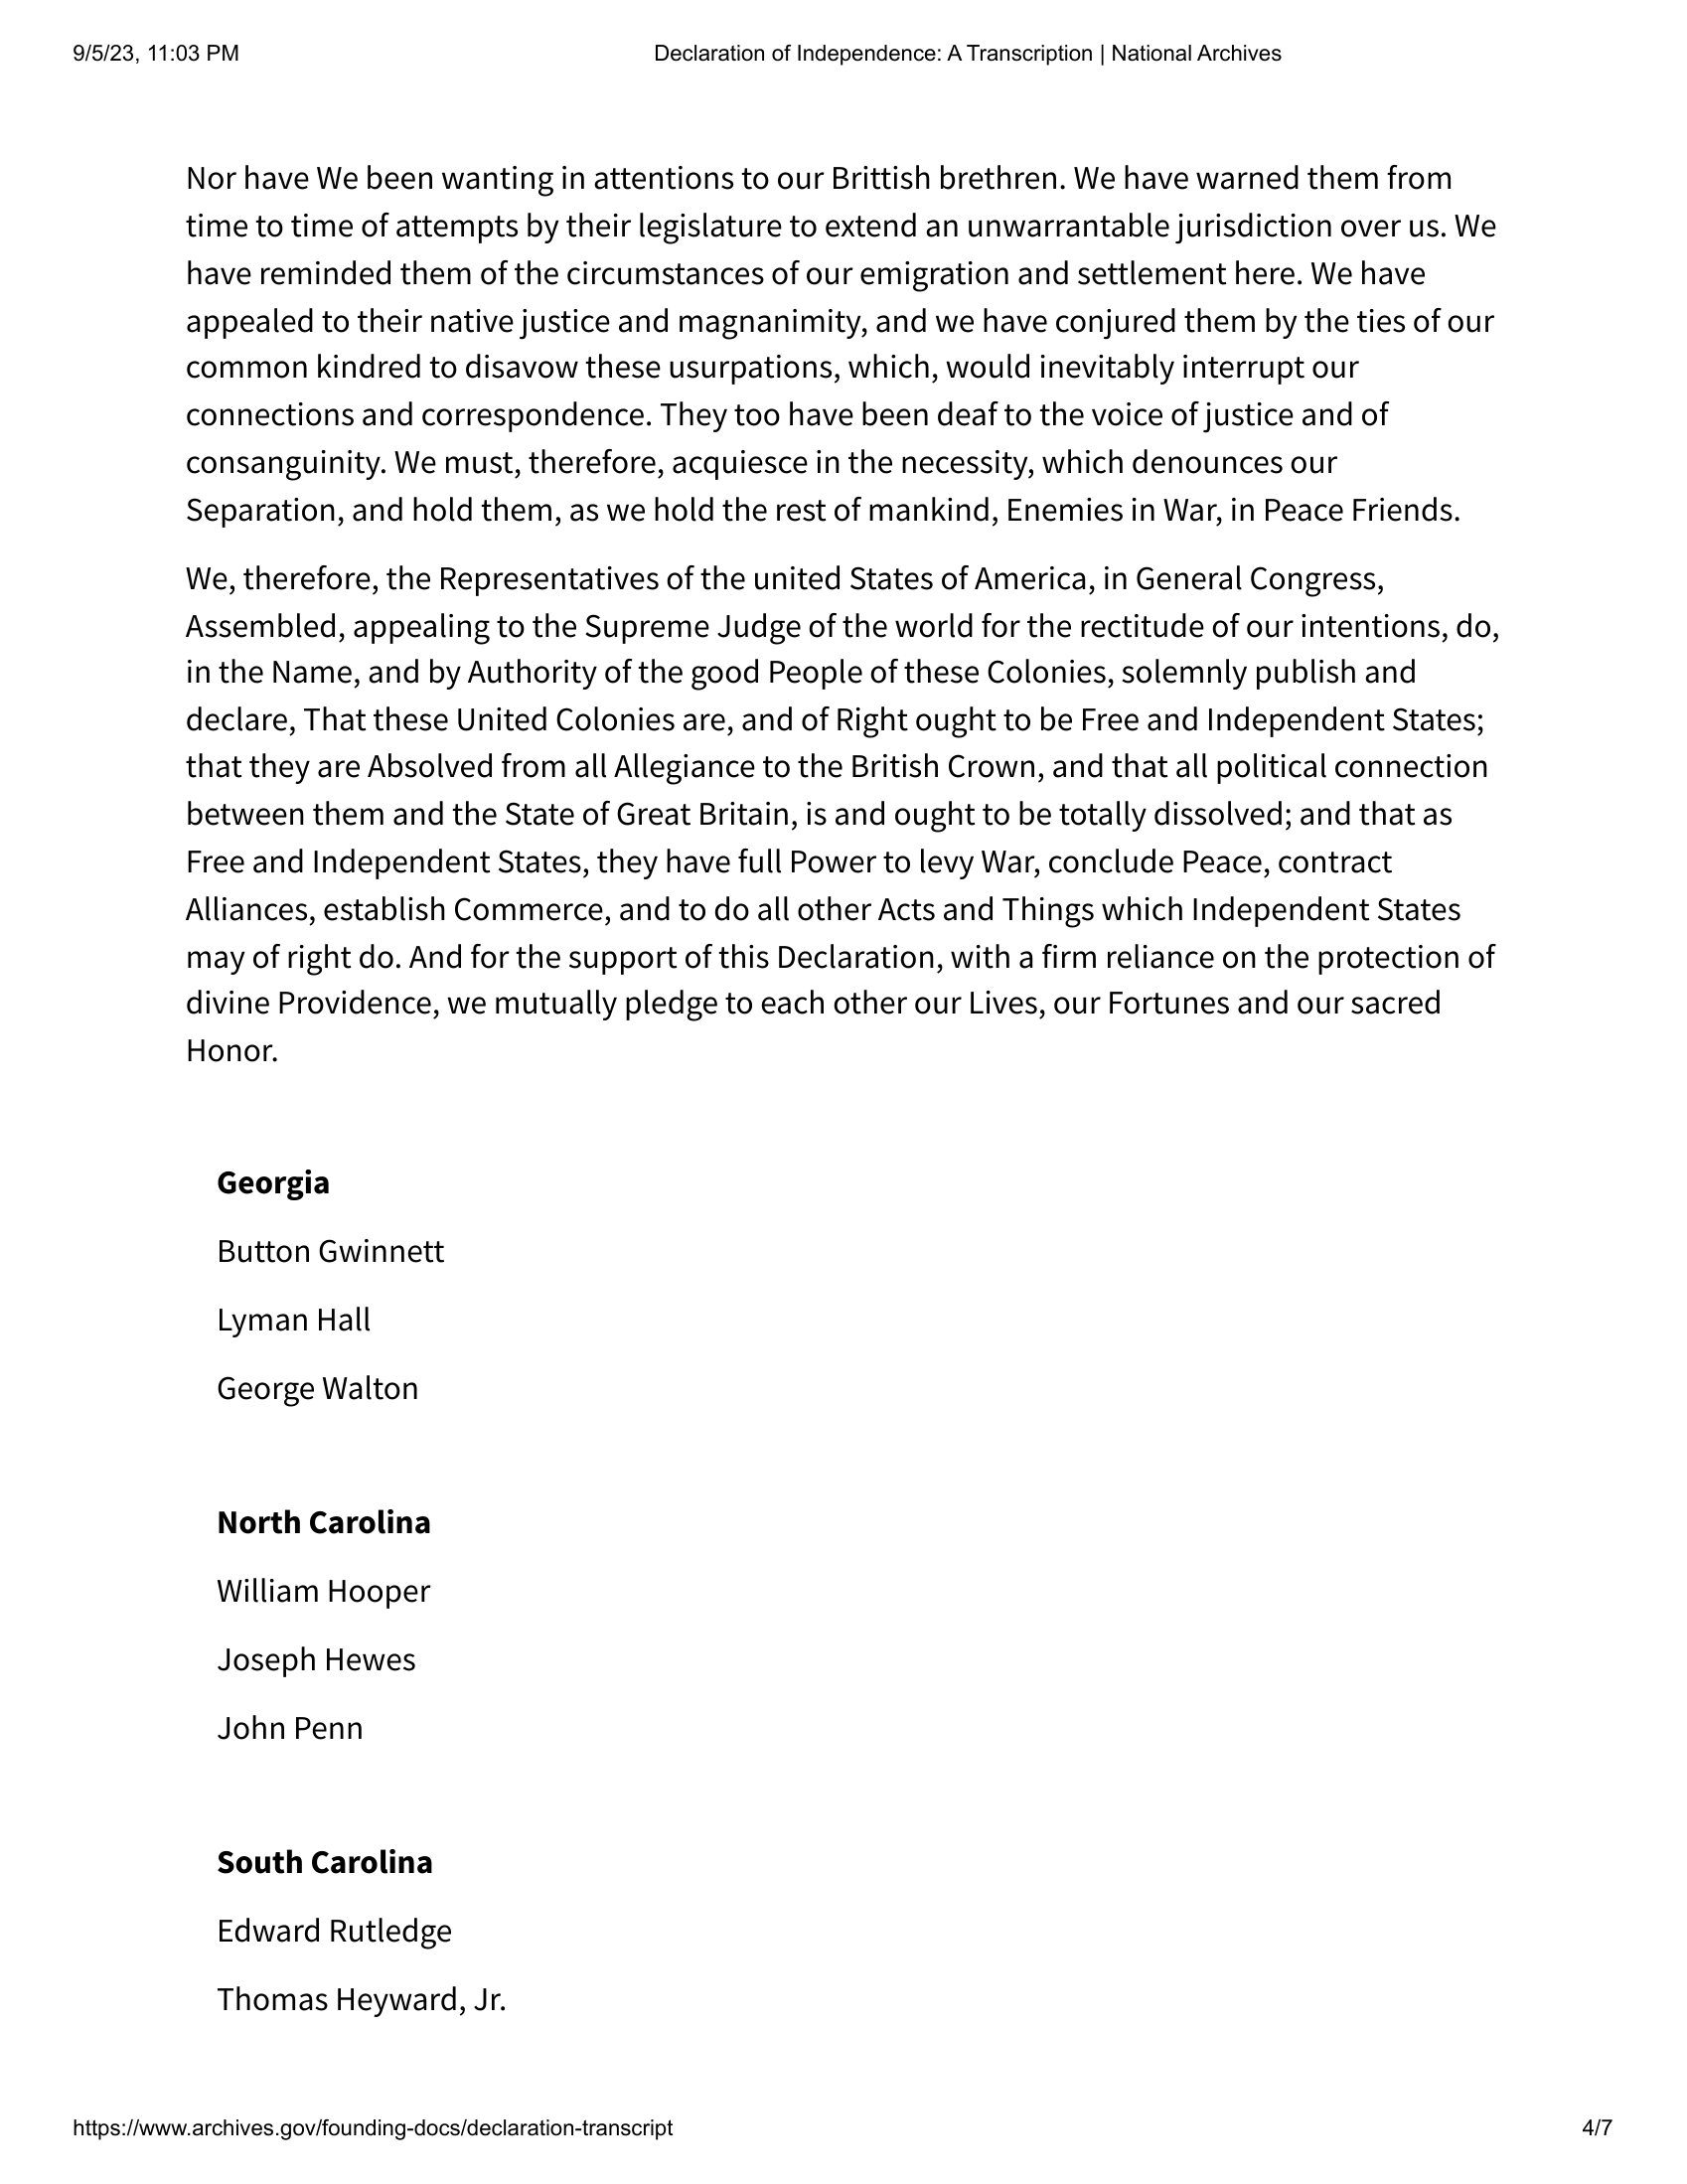 9/5/23, 11:03 PM Declaration of Independence: A Transcription | National Archives
Nor have We been wanting in attentions to our Brittish brethren. We have warned them from
time to time of attempts by their legislature to extend an unwarrantable jurisdiction over us. We
have reminded them of the circumstances of our emigration and settlement here. We have
appealed to their native justice and magnanimity, and we have conjured them by the ties of our
common kindred to disavow these usurpations, which, would inevitably interrupt our
connections and correspondence. They too have been deaf to the voice of justice and of
consanguinity. We must, therefore, acquiesce in the necessity, which denounces our
Separation, and hold them, as we hold the rest of mankind, Enemies in War, in Peace Friends.
We, therefore, the Representatives of the united States of America, in General Congress,
Assembled, appealing to the Supreme Judge of the world for the rectitude of our intentions, do,
in the Name, and by Authority of the good People of these Colonies, solemnly publish and
declare, That these United Colonies are, and of Right ought to be Free and Independent States;
that they are Absolved from all Allegiance to the British Crown, and that all political connection
between them and the State of Great Britain, is and ought to be totally dissolved; and that as
Free and Independent States, they have full Power to levy War, conclude Peace, contract
Alliances, establish Commerce, and to do all other Acts and Things which Independent States
may of right do. And for the support of this Declaration, with a firm reliance on the protection of
divine Providence, we mutually pledge to each other our Lives, our Fortunes and our sacred
Honor.
Georgia
Button Gwinnett
Lyman Hall
George Walton
North Carolina
William Hooper
Joseph Hewes
John Penn
South Carolina
Edward Rutledge
Thomas Heyward, Jr.
https://www.archives.gov/founding-docs/declaration-transcript 4/7